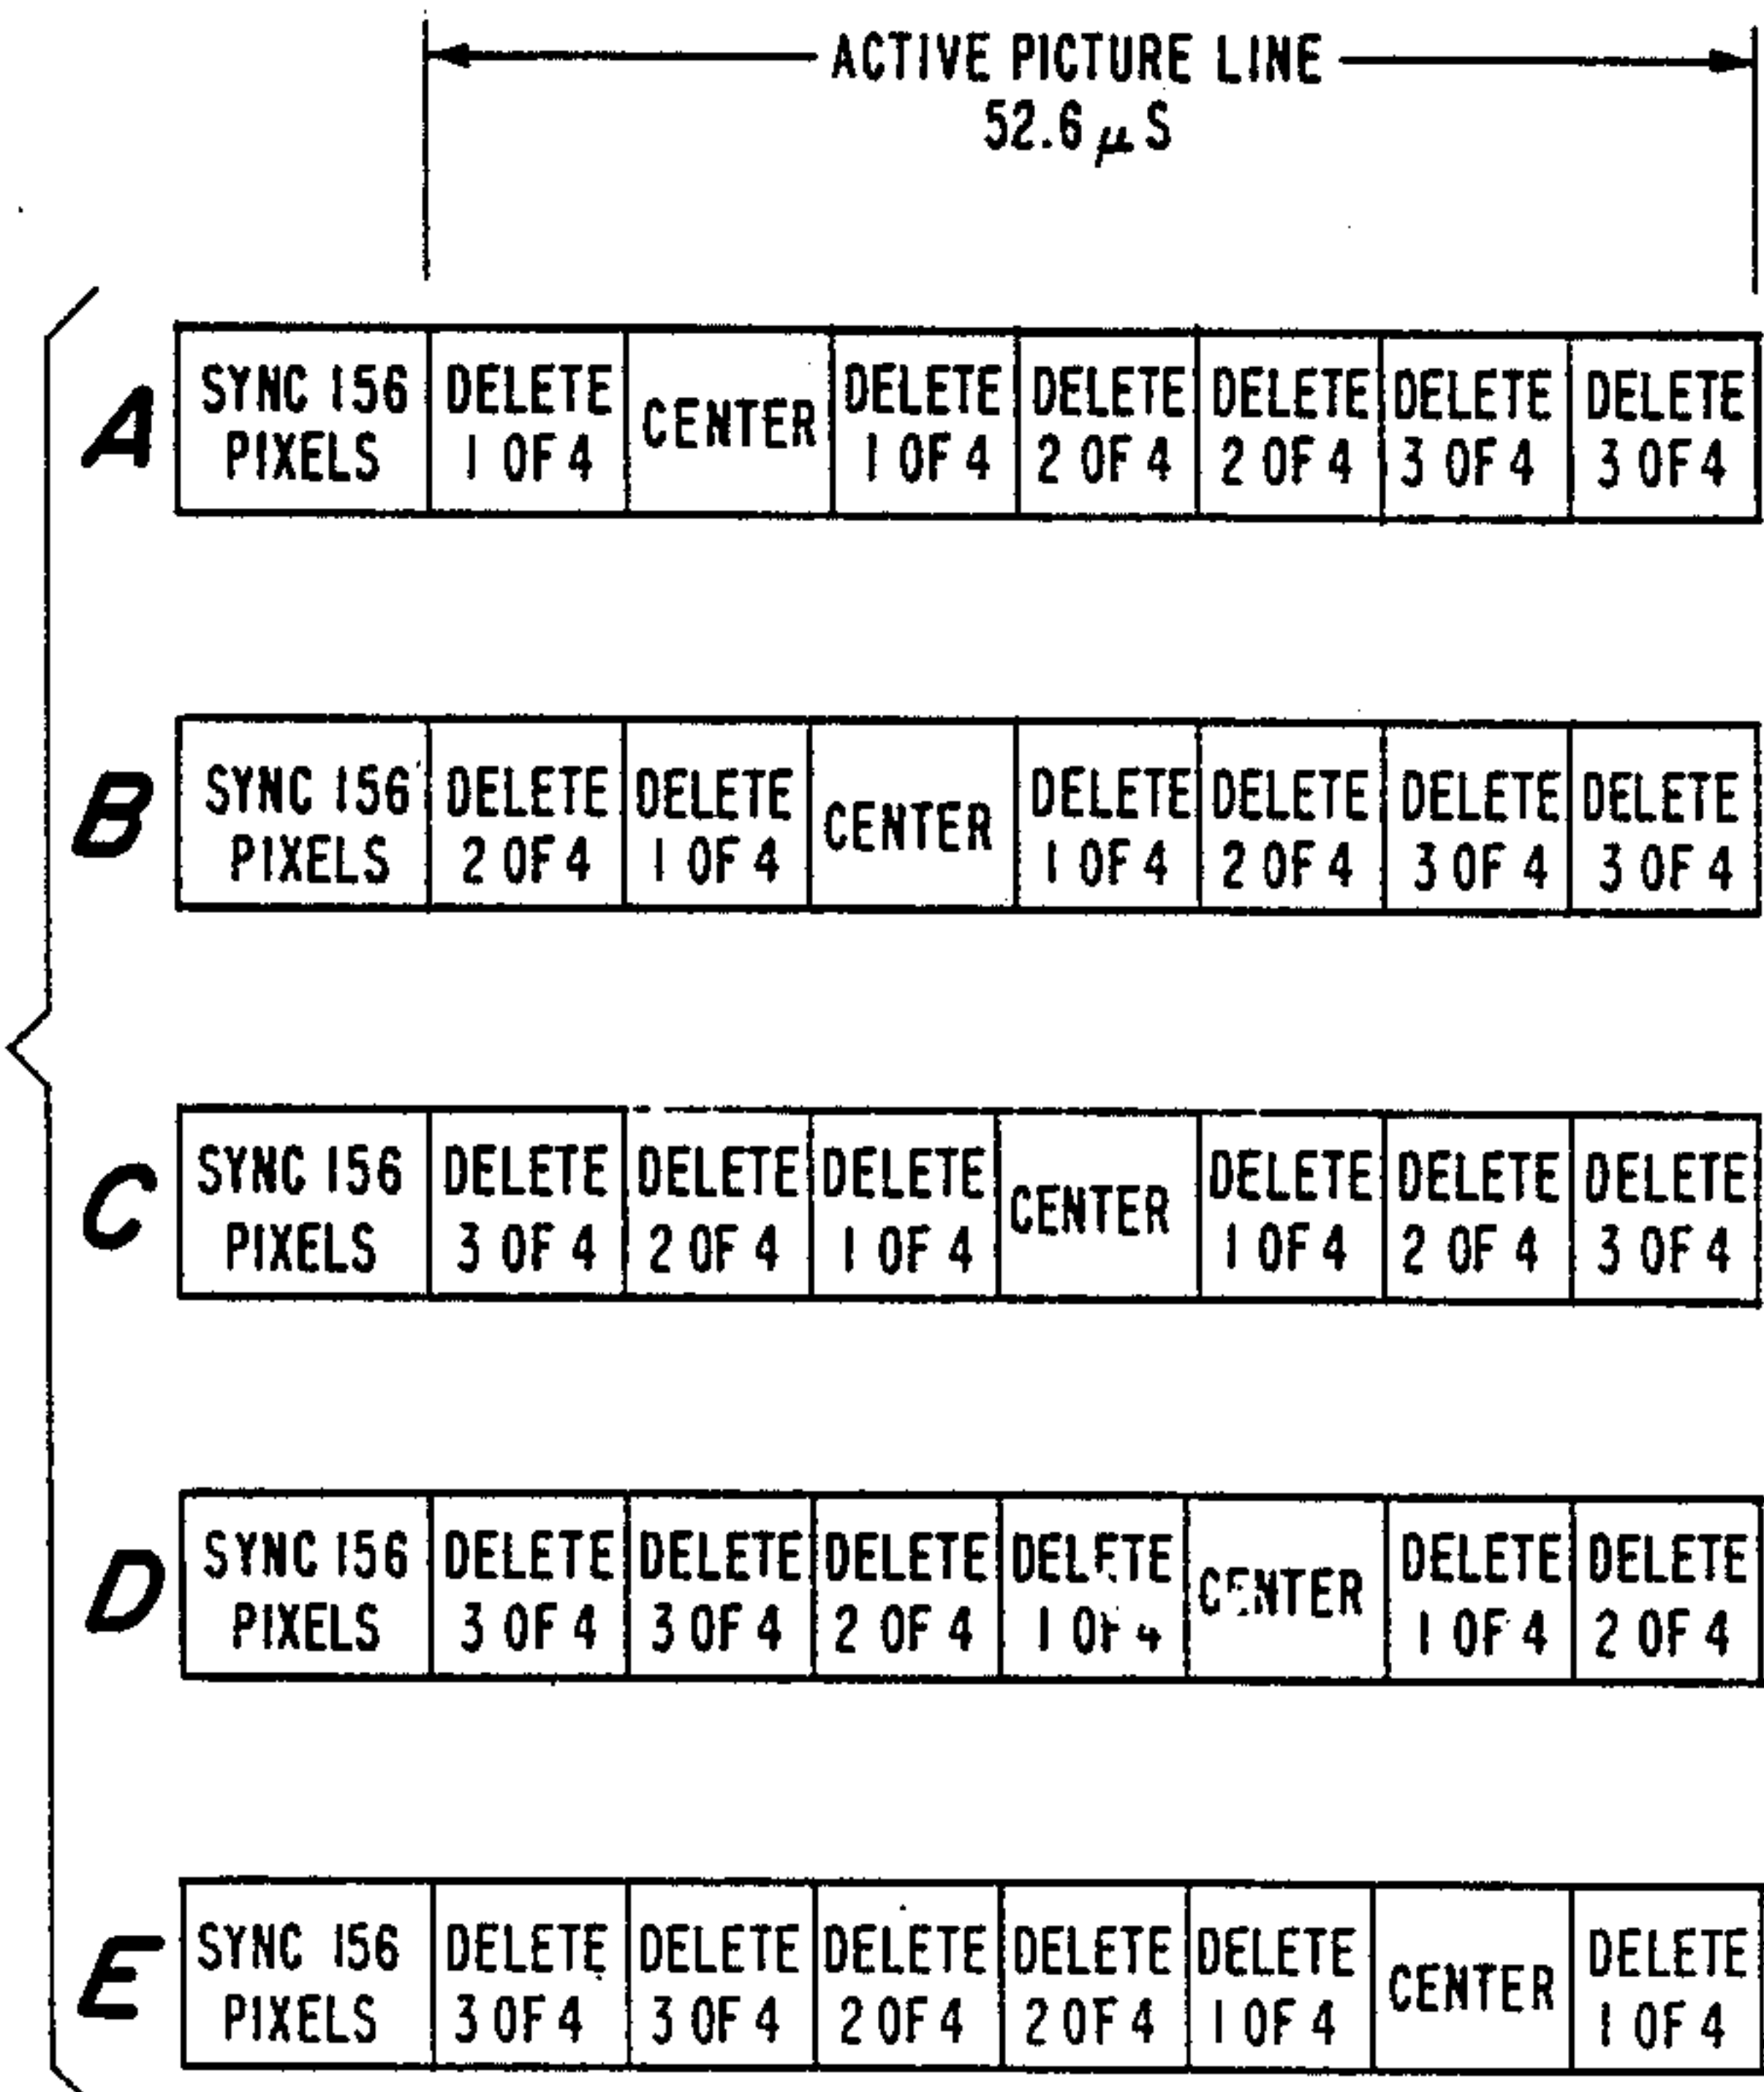 ACTIVE PICTURE LINE
52.6 μS
A
SYNC 156 PIXELS
DELETE 1 OF 4
CENTER
DELETE 1 OF 4
DELETE 2 OF 4
DELETE 2 OF 4
DELETE 3 OF 4
DELETE 3 OF 4
B
SYNC 156 PIXELS
DELETE 2 OF 4
DELETE 1 OF 4
CENTER
DELETE 1 OF 4
DELETE 2 OF 4
DELETE 3 OF 4
DELETE 3 OF 4
C
SYNC 156 PIXELS
DELETE 3 OF 4
DELETE 2 OF 4
DELETE 1 OF 4
CENTER
DELETE 1 OF 4
DELETE 2 OF 4
DELETE 3 OF 4
D
SYNC 156 PIXELS
DELETE 3 OF 4
DELETE 3 OF 4
DELETE 2 OF 4
DELETE 1 OF 4
CENTER
DELETE 1 OF 4
DELETE 2 OF 4
E
SYNC 156 PIXELS
DELETE 3 OF 4
DELETE 3 OF 4
DELETE 2 OF 4
DELETE 2 OF 4
DELETE 1 OF 4
CENTER
DELETE 1 OF 4